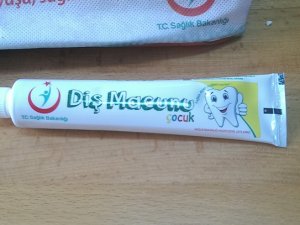 T.C. Sağlık Bakanlığı
T.C. Sağlık Bakanlığı
Diş Macunu
çocuk